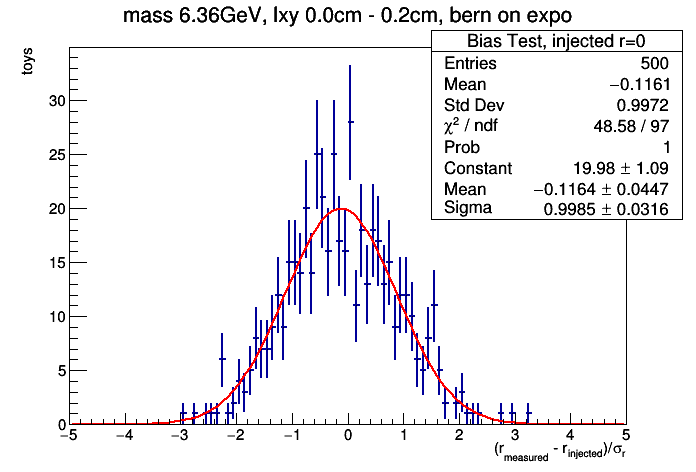 mass 6.36GeV, lxy 0.0cm - 0.2cm, bern on expo
Bias Test, injected r=0
Entries 500
Mean −0.1161
Std Dev 0.9972
χ² / ndf 48.58 / 97
Prob 1
Constant 19.98 ± 1.09
Mean −0.1164 ± 0.0447
Sigma 0.9985 ± 0.0316
toys
30
25
20
15
10
5
0
−5 −4 −3 −2 −1 0 1 2 3 4 5
(r_measured - r_injected)/σ_r